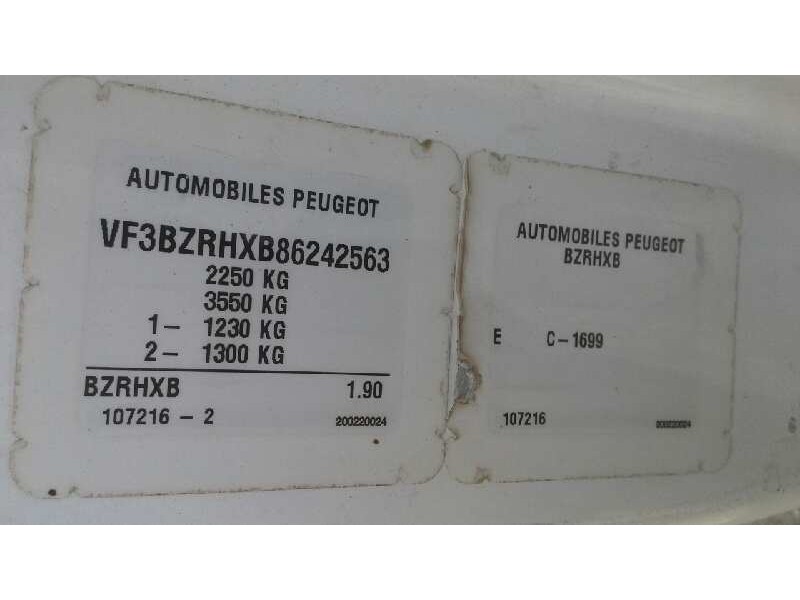 AUTOMOBILES PEUGEOT
VF3BZRHXB86242563
2250 KG
3550 KG
1- 1230 KG
2- 1300 KG
BZRHXB 1.90
107216 - 2 200220024
AUTOMOBILES PEUGEOT
BZRHXB
E C-1699
107216